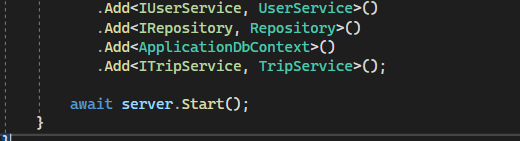 .Add<IUserService, UserService>()
.Add<IRepository, Repository>()
.Add<ApplicationDbContext>()
.Add<ITripService, TripService>();
await server.Start();
}
}